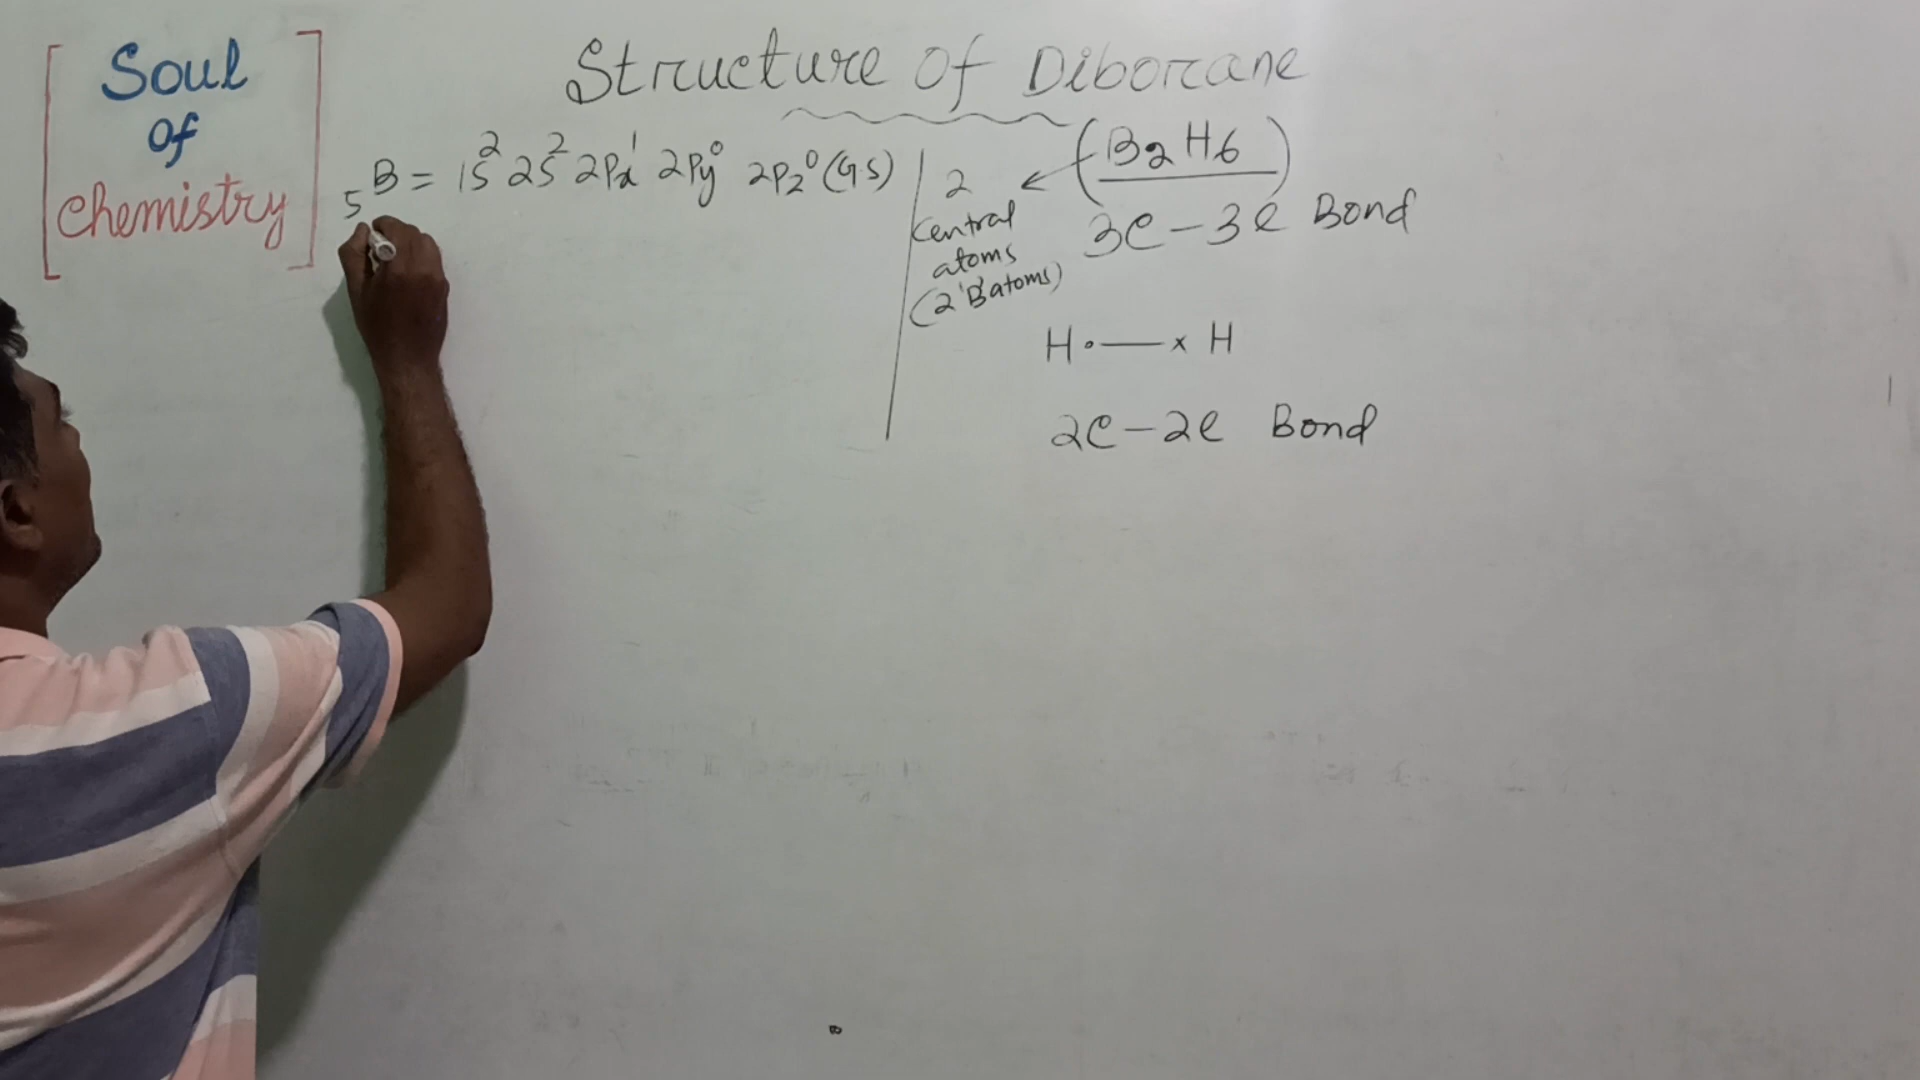 Soul
Of
Chemistry
Structure Of Diborane
(B2H6)
₅B = 1S² 2S² 2Px¹ 2Py⁰ 2Pz⁰ (G.S)
2
Central
atoms
(2 'B' atoms)
3C-3e Bond
H•—x H
2C-2e Bond